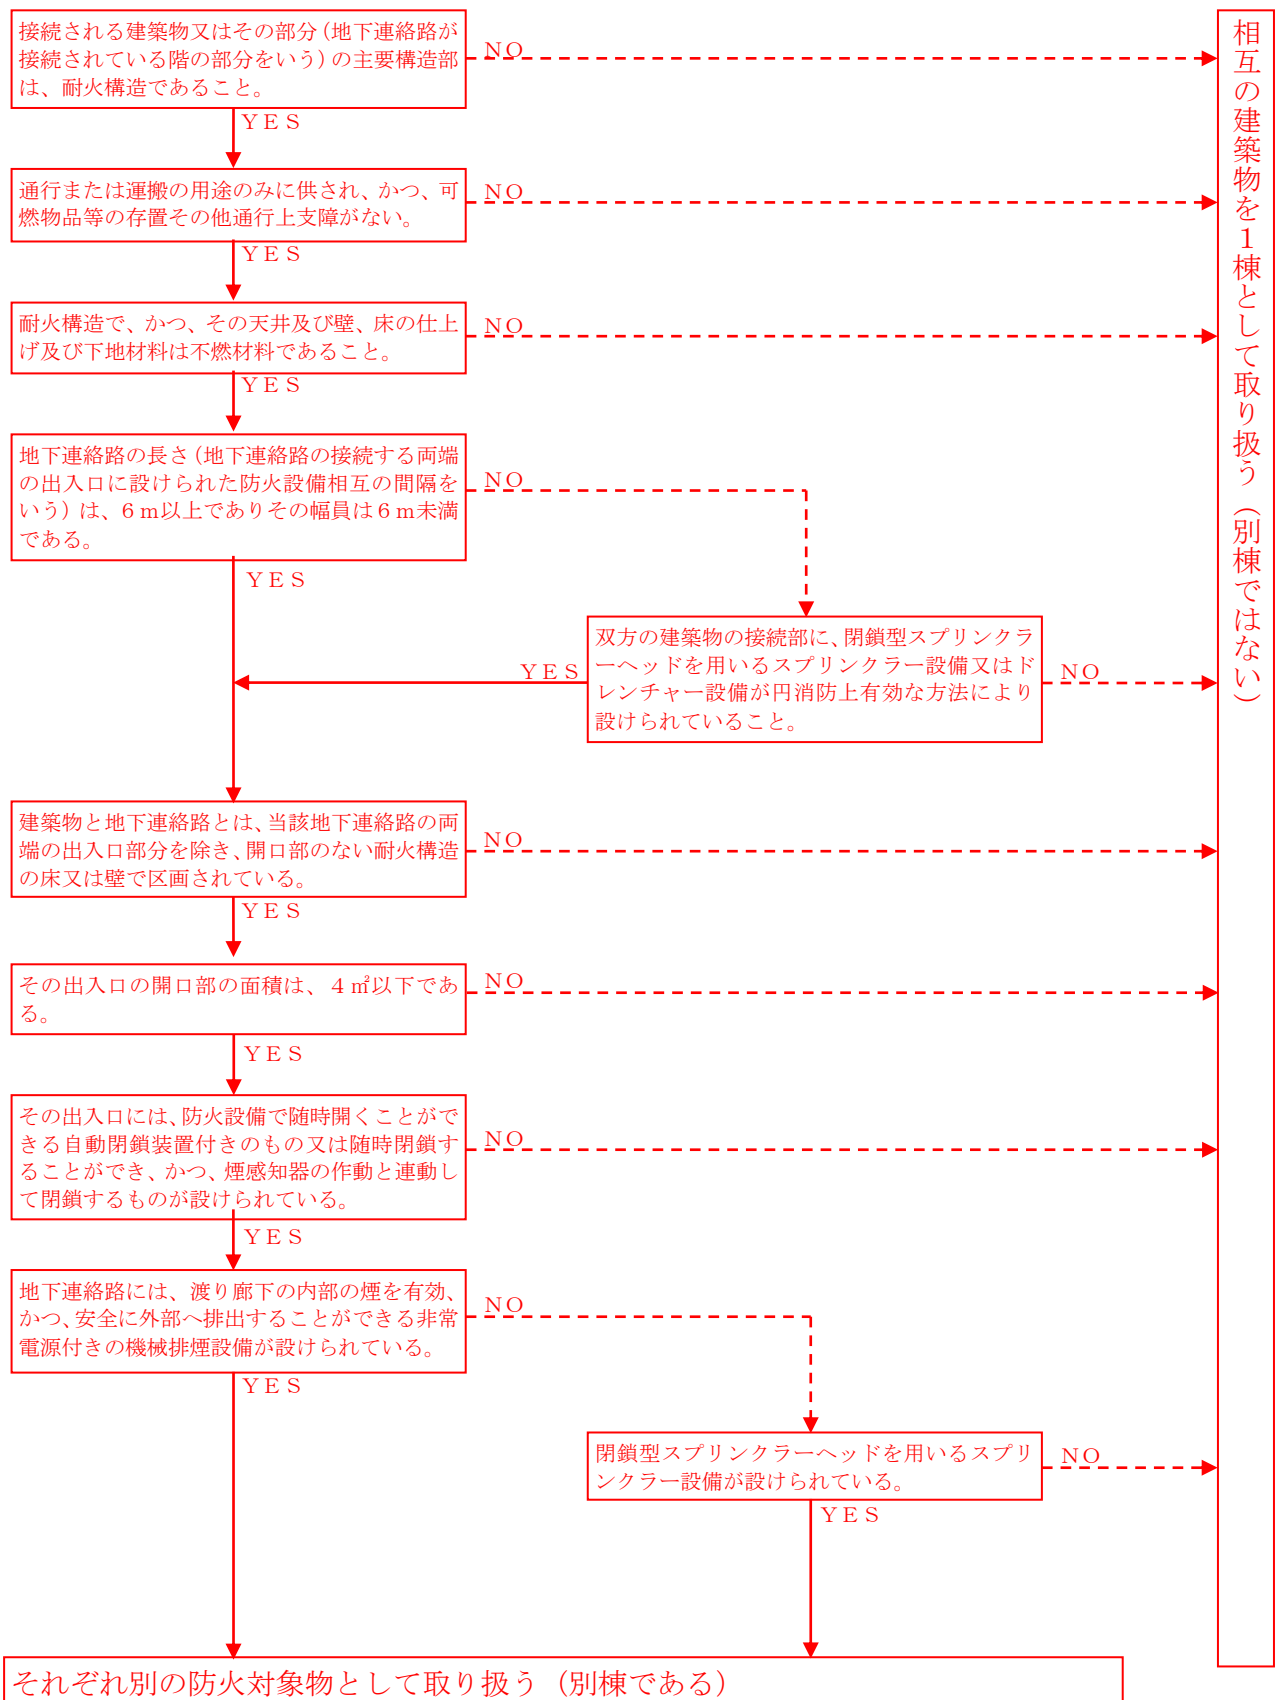 接続される建築物又はその部分（地下連絡路が
接続されている階の部分をいう）の主要構造部
は、耐火構造であること。
NO
YES
通行または運搬の用途のみに供され、かつ、可
燃物品等の存置その他通行上支障がない。
NO
YES
耐火構造で、かつ、その天井及び壁、床の仕上
げ及び下地材料は不燃材料であること。
NO
YES
地下連絡路の長さ（地下連絡路の接続する両端
の出入口に設けられた防火設備相互の間隔を
いう）は、６ｍ以上でありその幅員は６ｍ未満
である。
NO
YES
双方の建築物の接続部に、閉鎖型スプリンクラ
ーヘッドを用いるスプリンクラー設備又はド
レンチャー設備が円消防上有効な方法により
設けられていること。
YES
NO
建築物と地下連絡路とは、当該地下連絡路の両
端の出入口部分を除き、開口部のない耐火構造
の床又は壁で区画されている。
NO
YES
その出入口の開口部の面積は、４㎡以下であ
る。
NO
YES
その出入口には、防火設備で随時開くことがで
きる自動閉鎖装置付きのもの又は随時閉鎖す
ることができ、かつ、煙感知器の作動と連動し
て閉鎖するものが設けられている。
NO
YES
地下連絡路には、渡り廊下の内部の煙を有効、
かつ、安全に外部へ排出することができる非常
電源付きの機械排煙設備が設けられている。
NO
YES
閉鎖型スプリンクラーヘッドを用いるスプリ
ンクラー設備が設けられている。
NO
YES
相互の建築物を１棟として取り扱う（別棟ではない）
それぞれ別の防火対象物として取り扱う（別棟である）